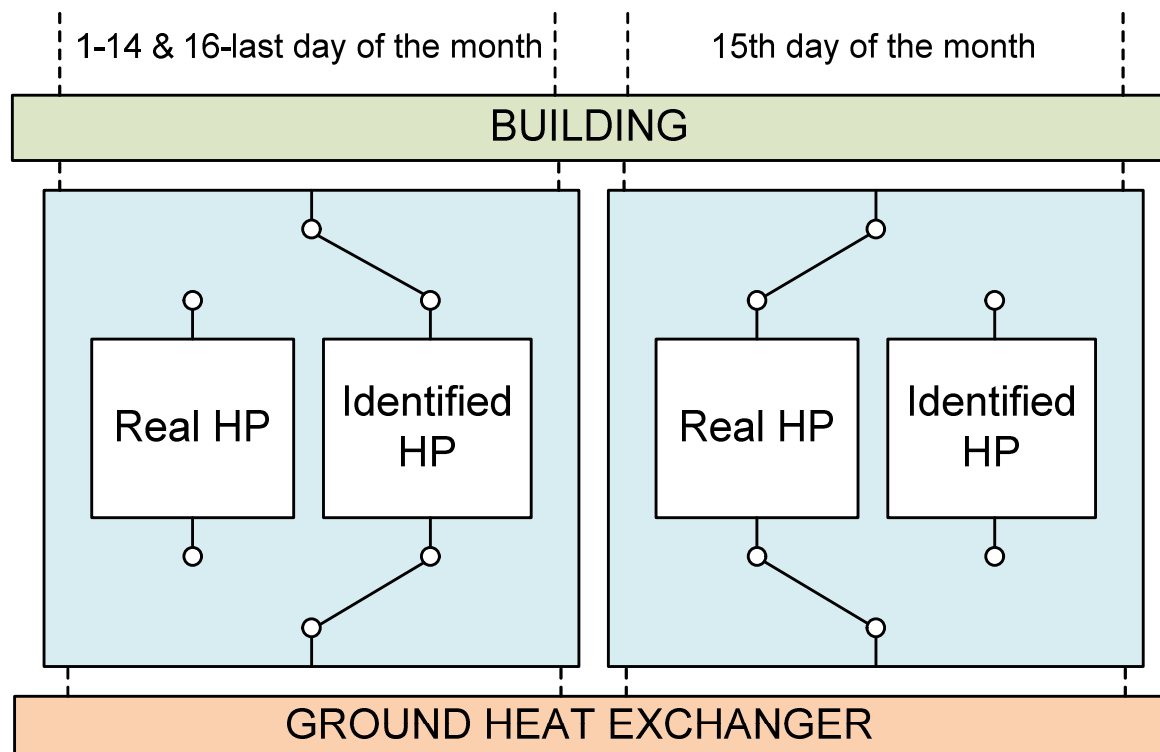 1-14 & 16-last day of the month
15th day of the month
BUILDING
Real HP
Identified
HP
Real HP
Identified
HP
GROUND HEAT EXCHANGER